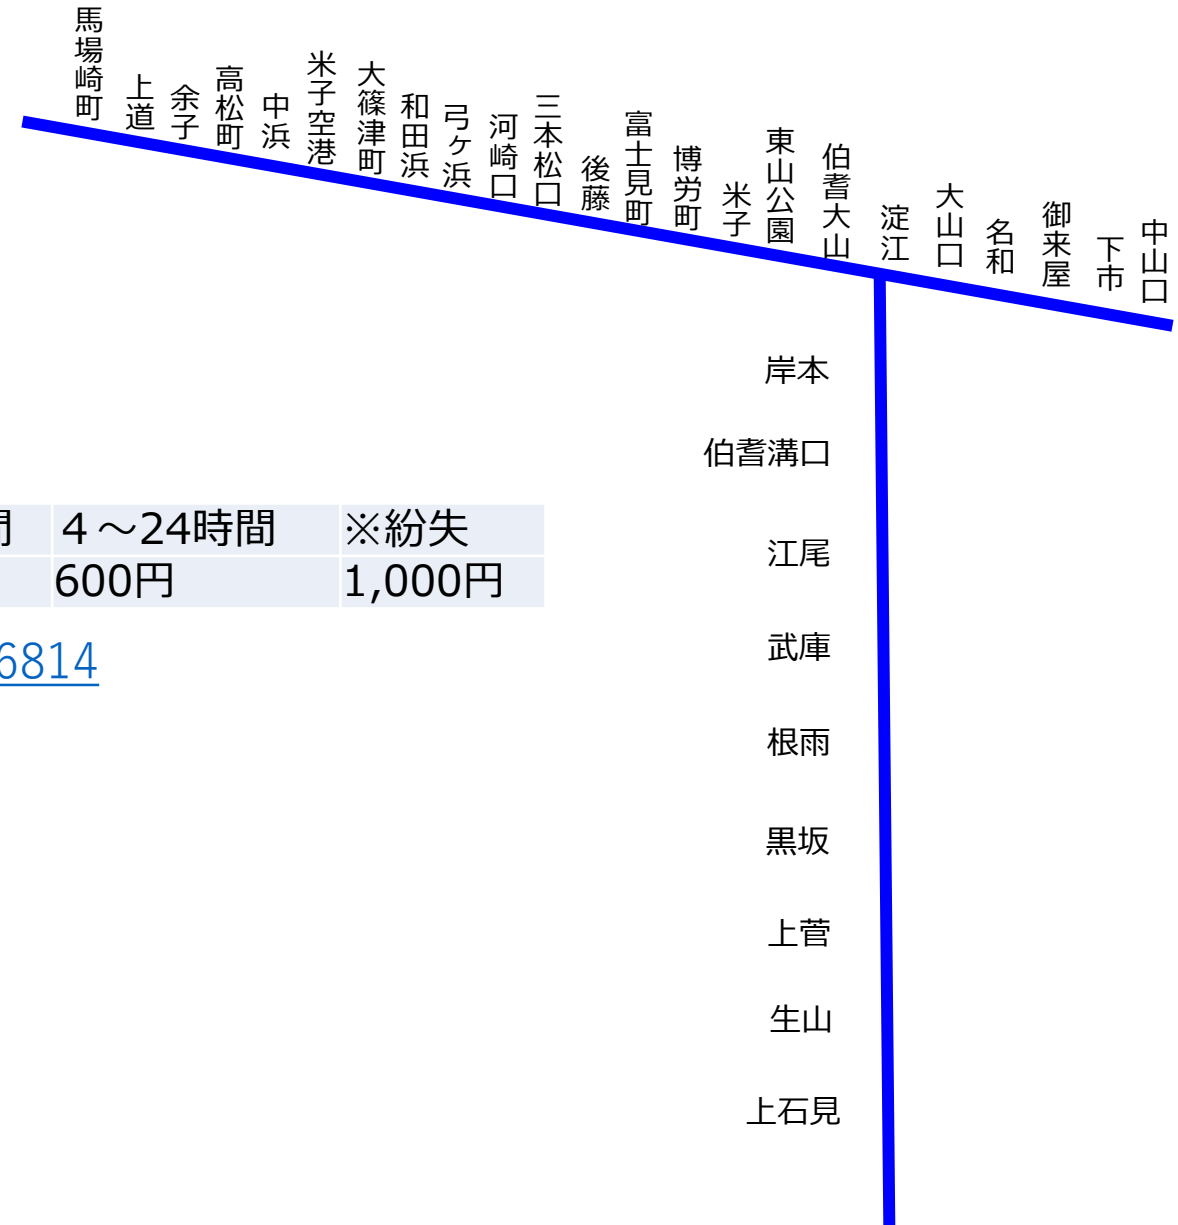 馬場崎町
上道
余子
高松町
中浜
米子空港
大篠津町
和田浜
弓ヶ浜
河崎口
三本松口
後藤
富士見町
博労町
米子
東山公園
伯耆大山
淀江
大山口
名和
御来屋
下市
中山口
岸本
伯耆溝口
江尾
武庫
根雨
黒坂
上菅
生山
上石見
間 ４～24時間 ※紛失
600円 1,000円
6814